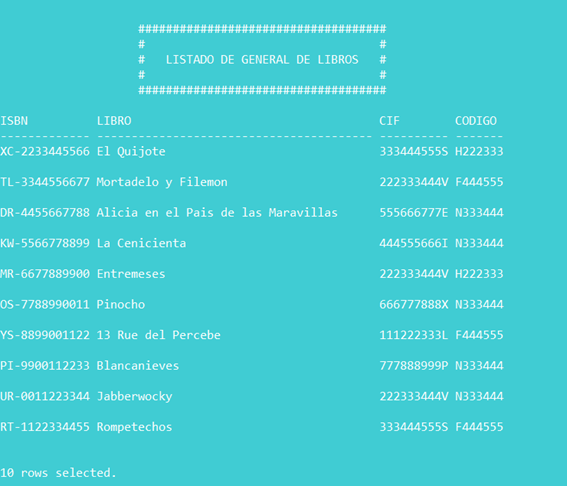 ####################################
#                                  #
#   LISTADO DE GENERAL DE LIBROS   #
#                                  #
####################################
ISBN          LIBRO                                    CIF        CODIGO
------------- ---------------------------------------- ---------- -------
XC-2233445566 El Quijote                               333444555S H222333
TL-3344556677 Mortadelo y Filemon                      222333444V F444555
DR-4455667788 Alicia en el Pais de las Maravillas      555666777E N333444
KW-5566778899 La Cenicienta                            444555666I N333444
MR-6677889900 Entremeses                               222333444V H222333
OS-7788990011 Pinocho                                  666777888X N333444
YS-8899001122 13 Rue del Percebe                       111222333L F444555
PI-9900112233 Blancanieves                             777888999P N333444
UR-0011223344 Jabberwocky                              222333444V N333444
RT-1122334455 Rompetechos                              333444555S F444555
10 rows selected.